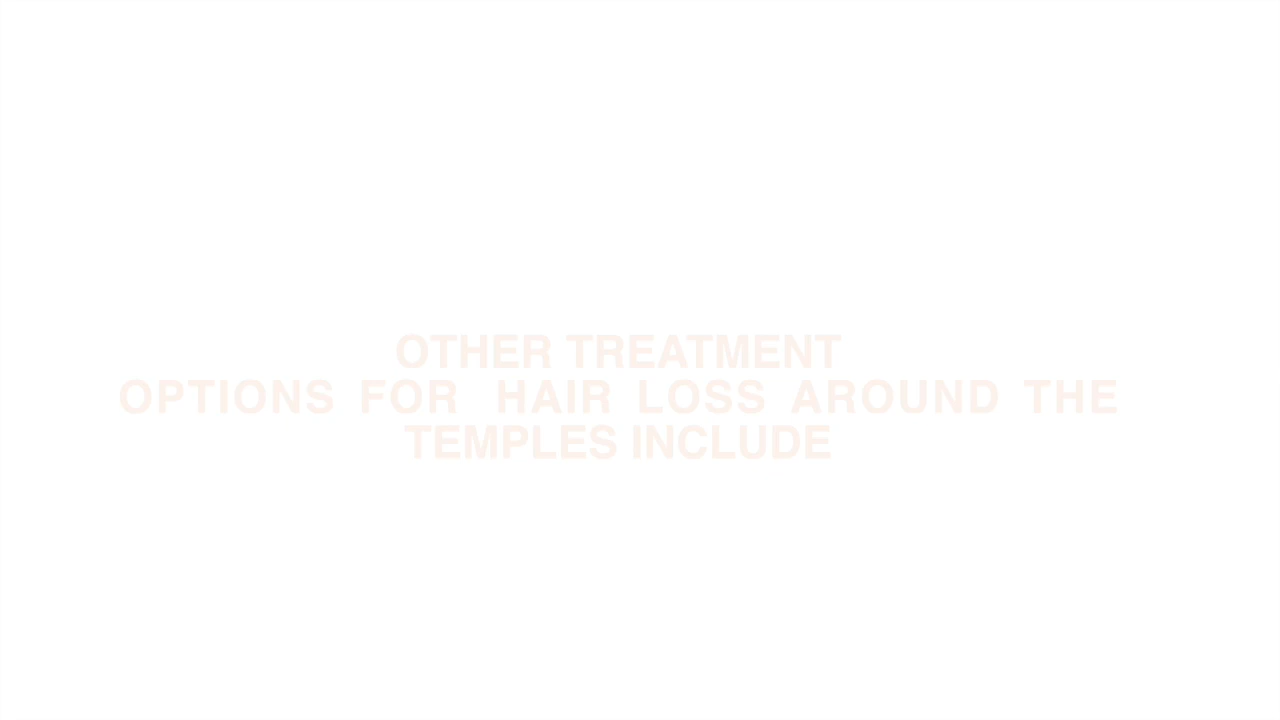 OTHER TREATMENT
OPTIONS FOR HAIR LOSS AROUND THE
TEMPLES INCLUDE